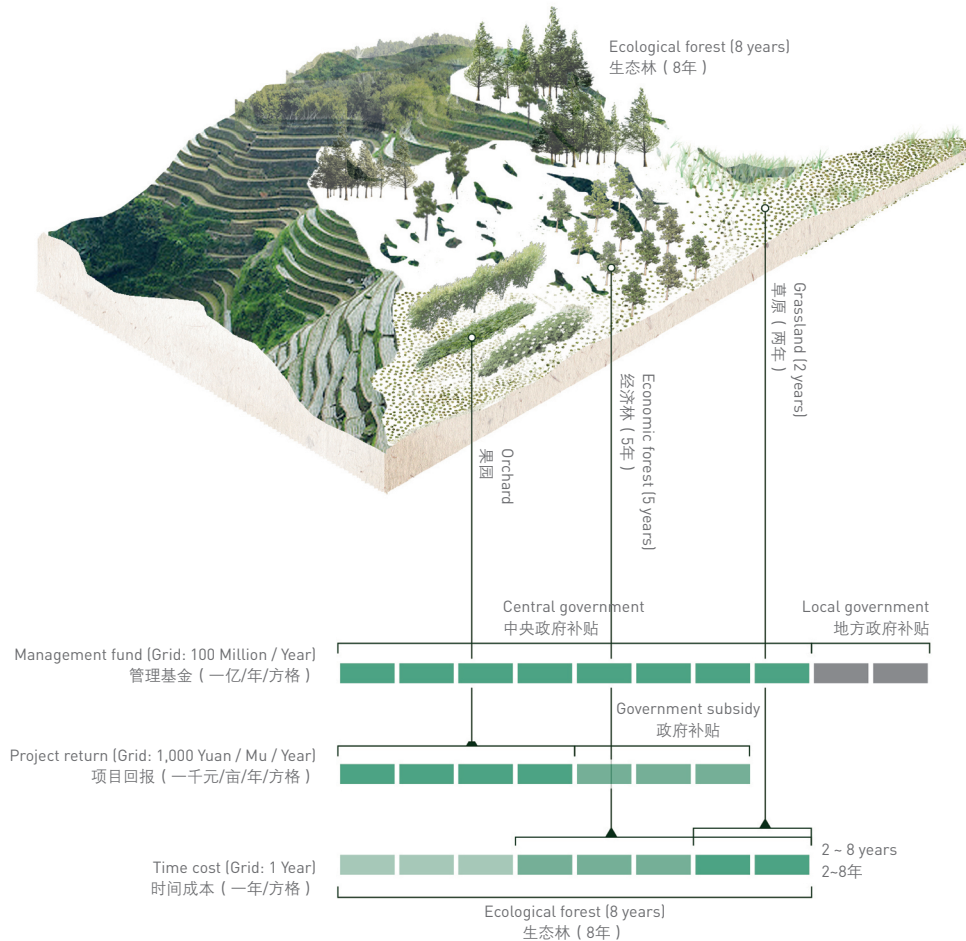 Ecological forest (8 years)
生态林（8年）
Grassland (2 years)
草原（两年）
Economic forest (5 years)
经济林（5年）
Orchard
果园
Central government
中央政府补贴
Local government
地方政府补贴
Management fund (Grid: 100 Million / Year)
管理基金（一亿/年/方格）
Government subsidy
政府补贴
Project return (Grid: 1,000 Yuan / Mu / Year)
项目回报（一千元/亩/年/方格）
Time cost (Grid: 1 Year)
时间成本（一年/方格）
2 ~ 8 years
2~8年
Ecological forest (8 years)
生态林（8年）